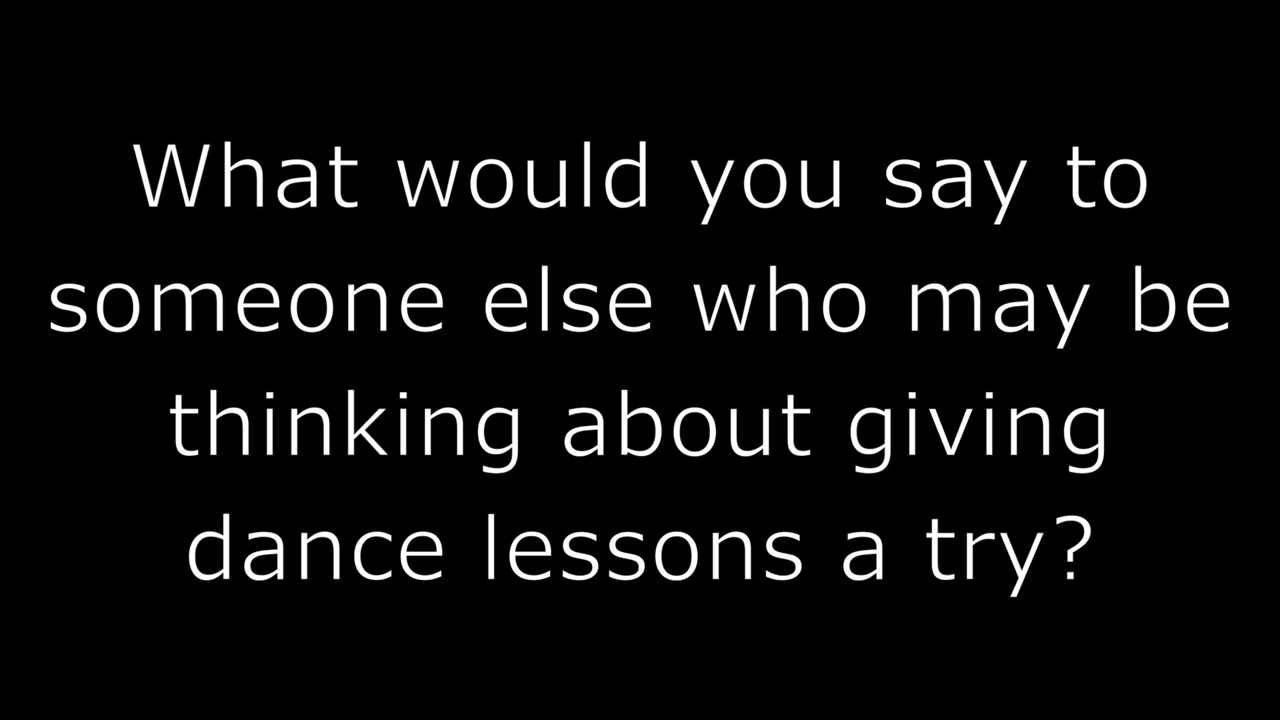 What would you say to
someone else who may be
thinking about giving
dance lessons a try?